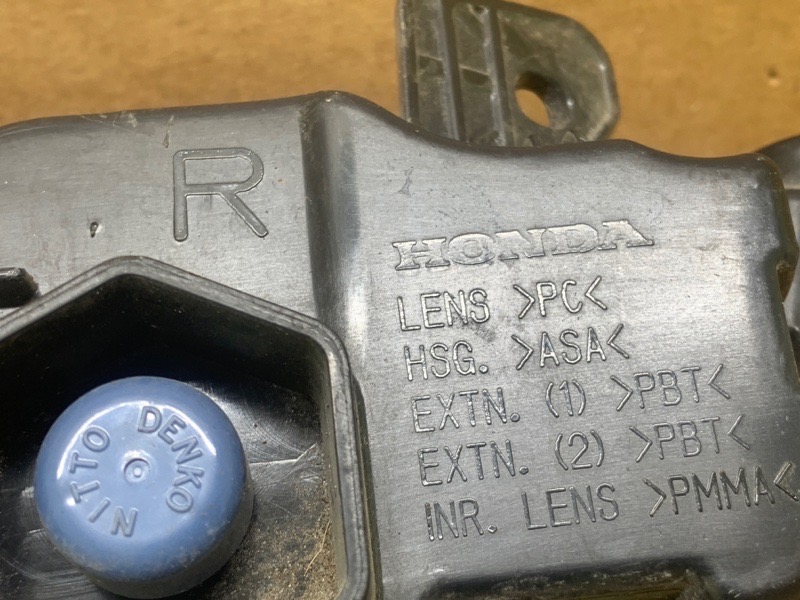 R
HONDA
LENS >PC<
HSG. >ASA<
EXTN. (1) >PBT<
EXTN. (2) >PBT<
INR. LENS >PMMA<
NITTO DENKO